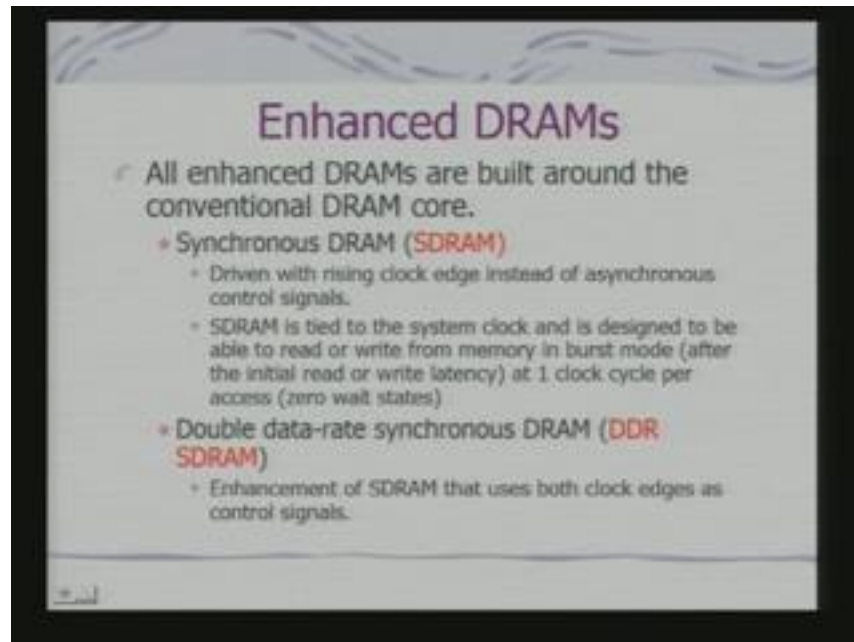 Enhanced DRAMs
All enhanced DRAMs are built around the
conventional DRAM core.
Synchronous DRAM (SDRAM)
Driven with rising clock edge instead of asynchronous
control signals.
SDRAM is tied to the system clock and is designed to be
able to read or write from memory in burst mode (after
the initial read or write latency) at 1 clock cycle per
access (zero wait states)
Double data-rate synchronous DRAM (DDR
SDRAM)
Enhancement of SDRAM that uses both clock edges as
control signals.